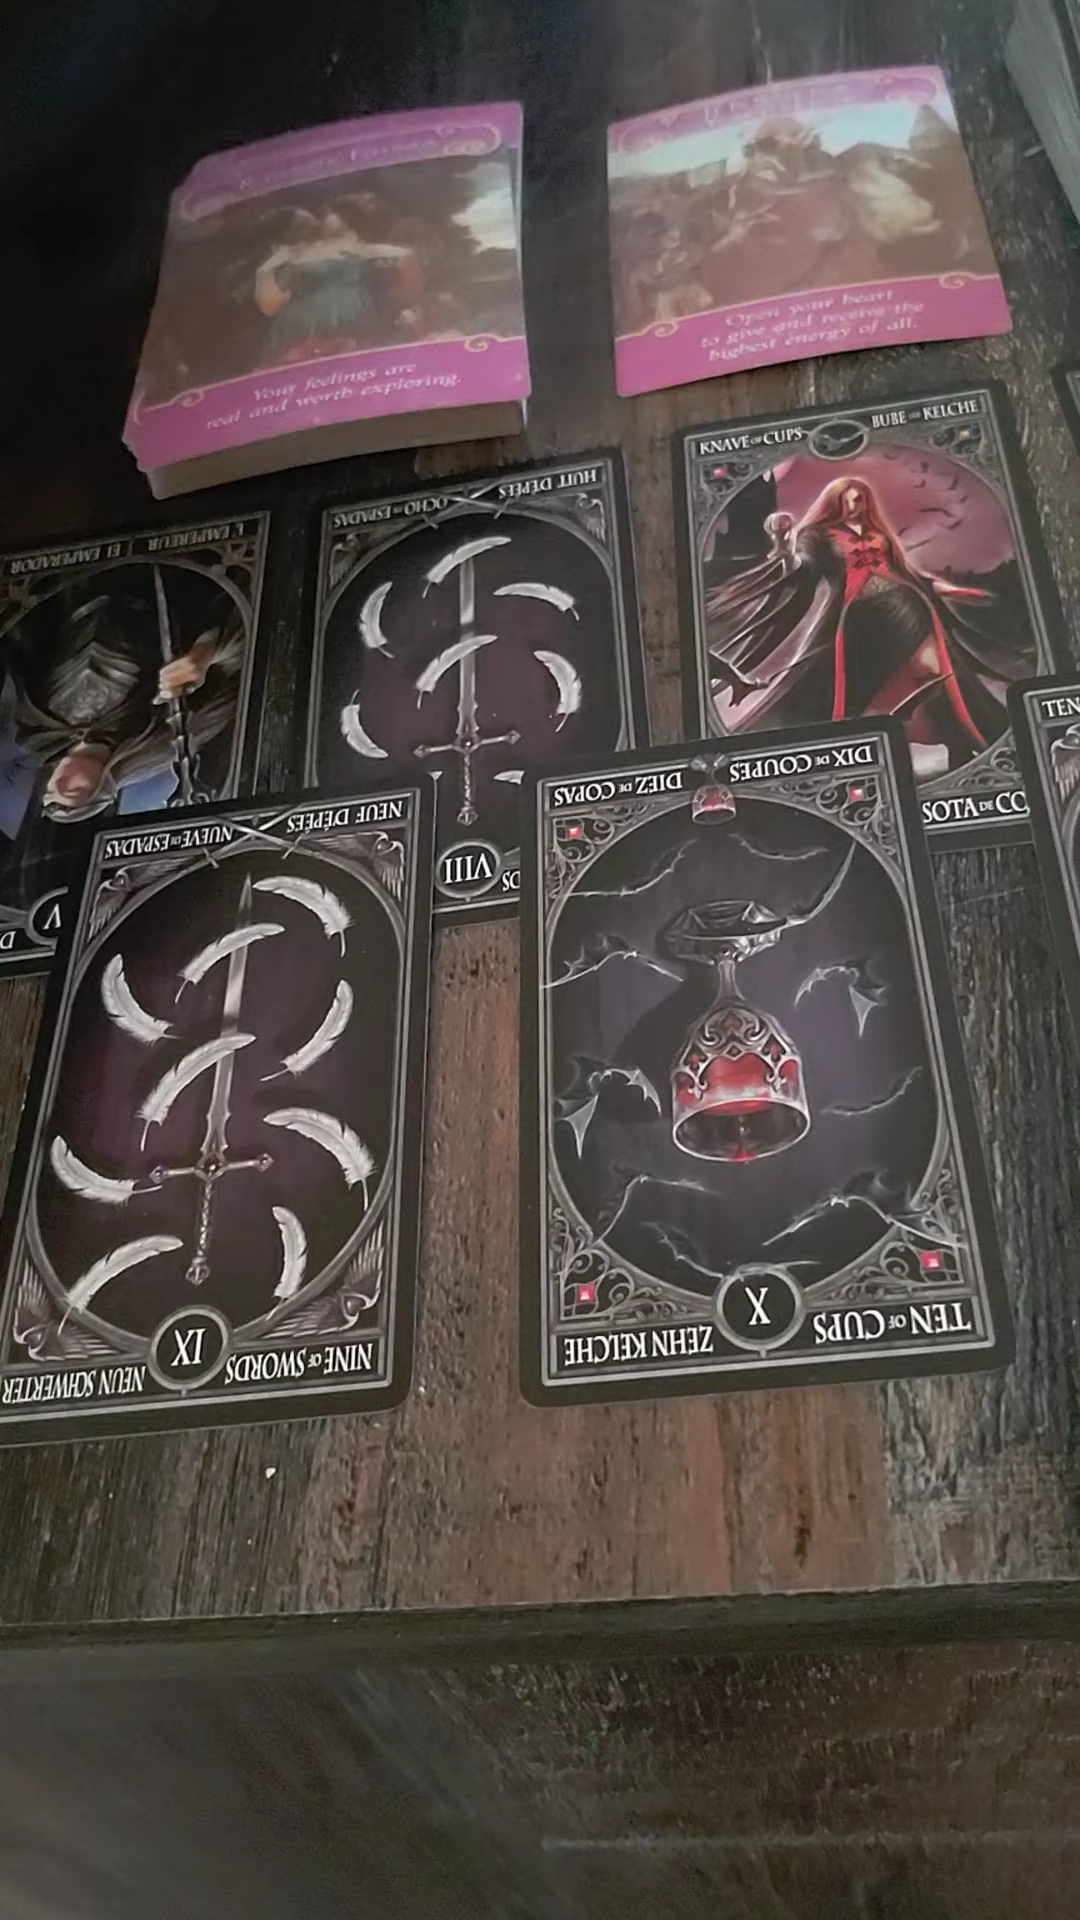 Your feelings are
real and worth exploring.
Open your heart
to give and receive the
highest energy of all.
KNAVE OF CUPS
BUBE DER KELCHE
SOTA DE CO
L'EMPEREUR
EL EMPERADOR
HUIT D'ÉPÉES
OCHO DE ESPADAS
VIII
DS
TEN
NEUF D'ÉPÉES
NUEVE DE ESPADAS
IX
NINE OF SWORDS
NEUN SCHWERTER
DIX DE COUPES
DIEZ DE COPAS
X
TEN OF CUPS
ZEHN KELCHE